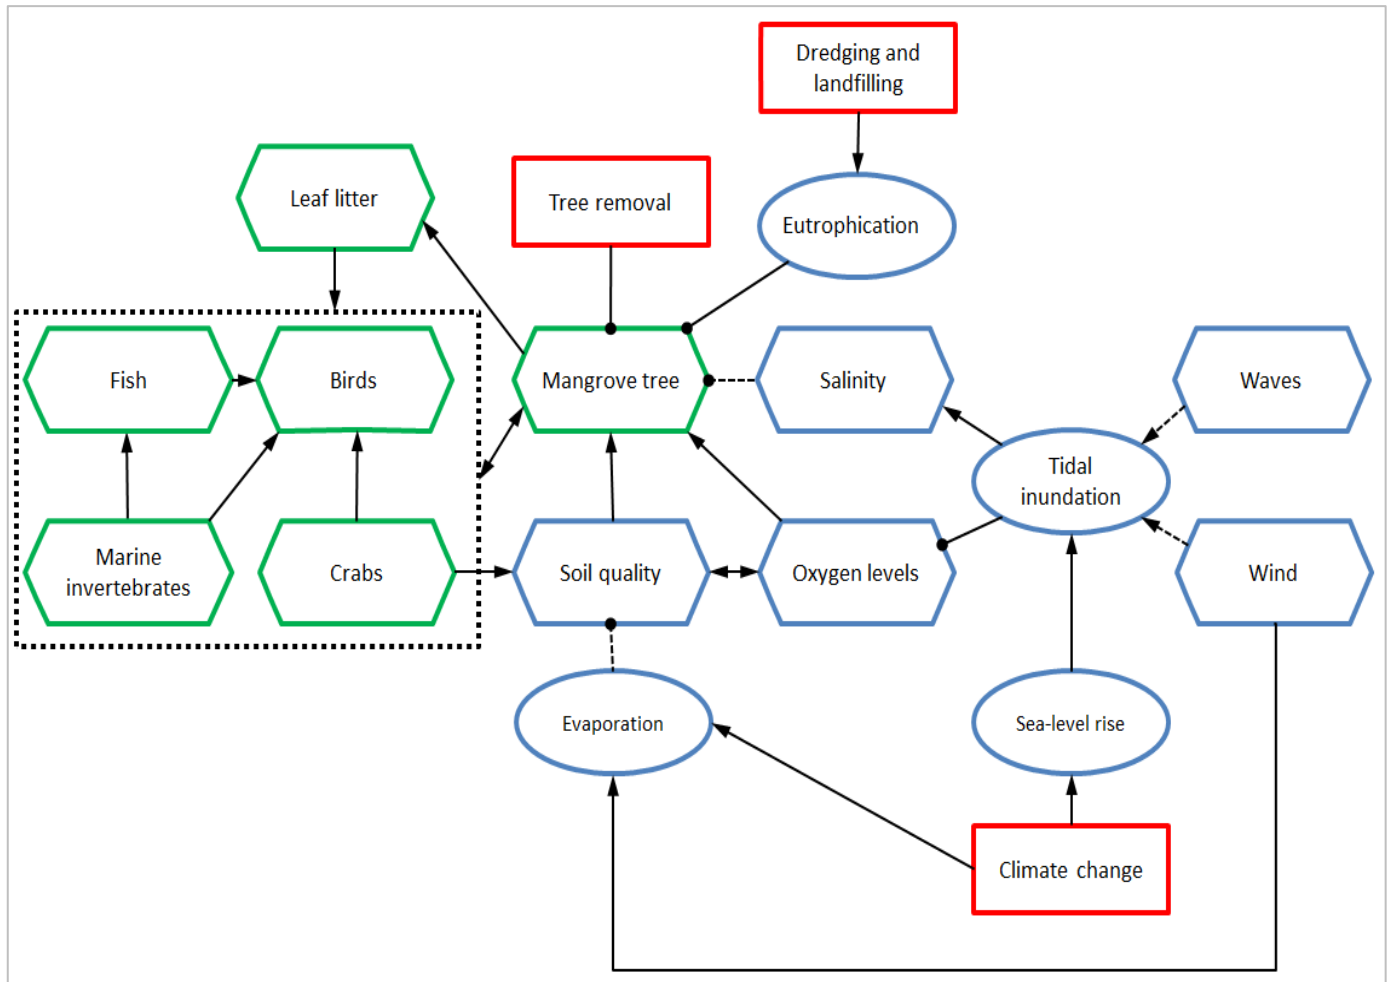 Dredging and
landfilling
Leaf litter
Tree removal
Eutrophication
Fish
Birds
Mangrove tree
Salinity
Waves
Tidal
inundation
Marine
invertebrates
Crabs
Soil quality
Oxygen levels
Wind
Evaporation
Sea-level rise
Climate change